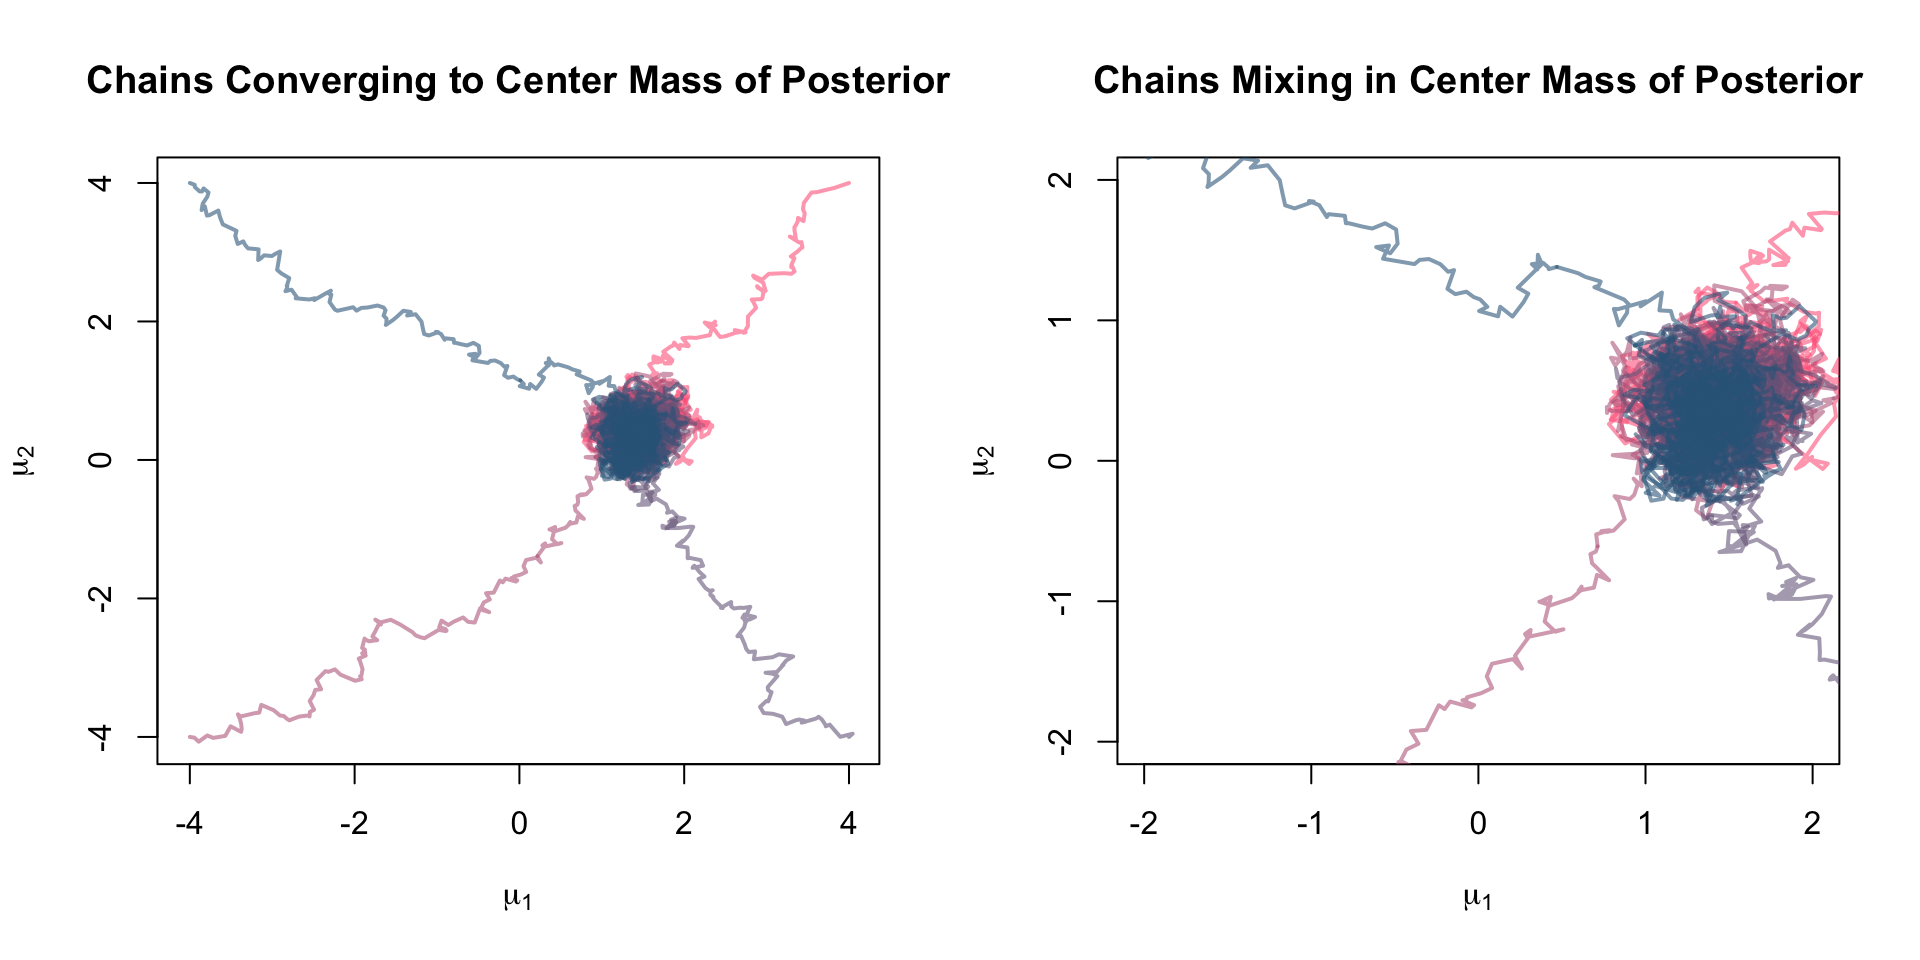 Chains Converging to Center Mass of Posterior
4
2
0
-2
-4
μ2
-4 -2 0 2 4
μ1
Chains Mixing in Center Mass of Posterior
2
1
0
-1
-2
μ2
-2 -1 0 1 2
μ1